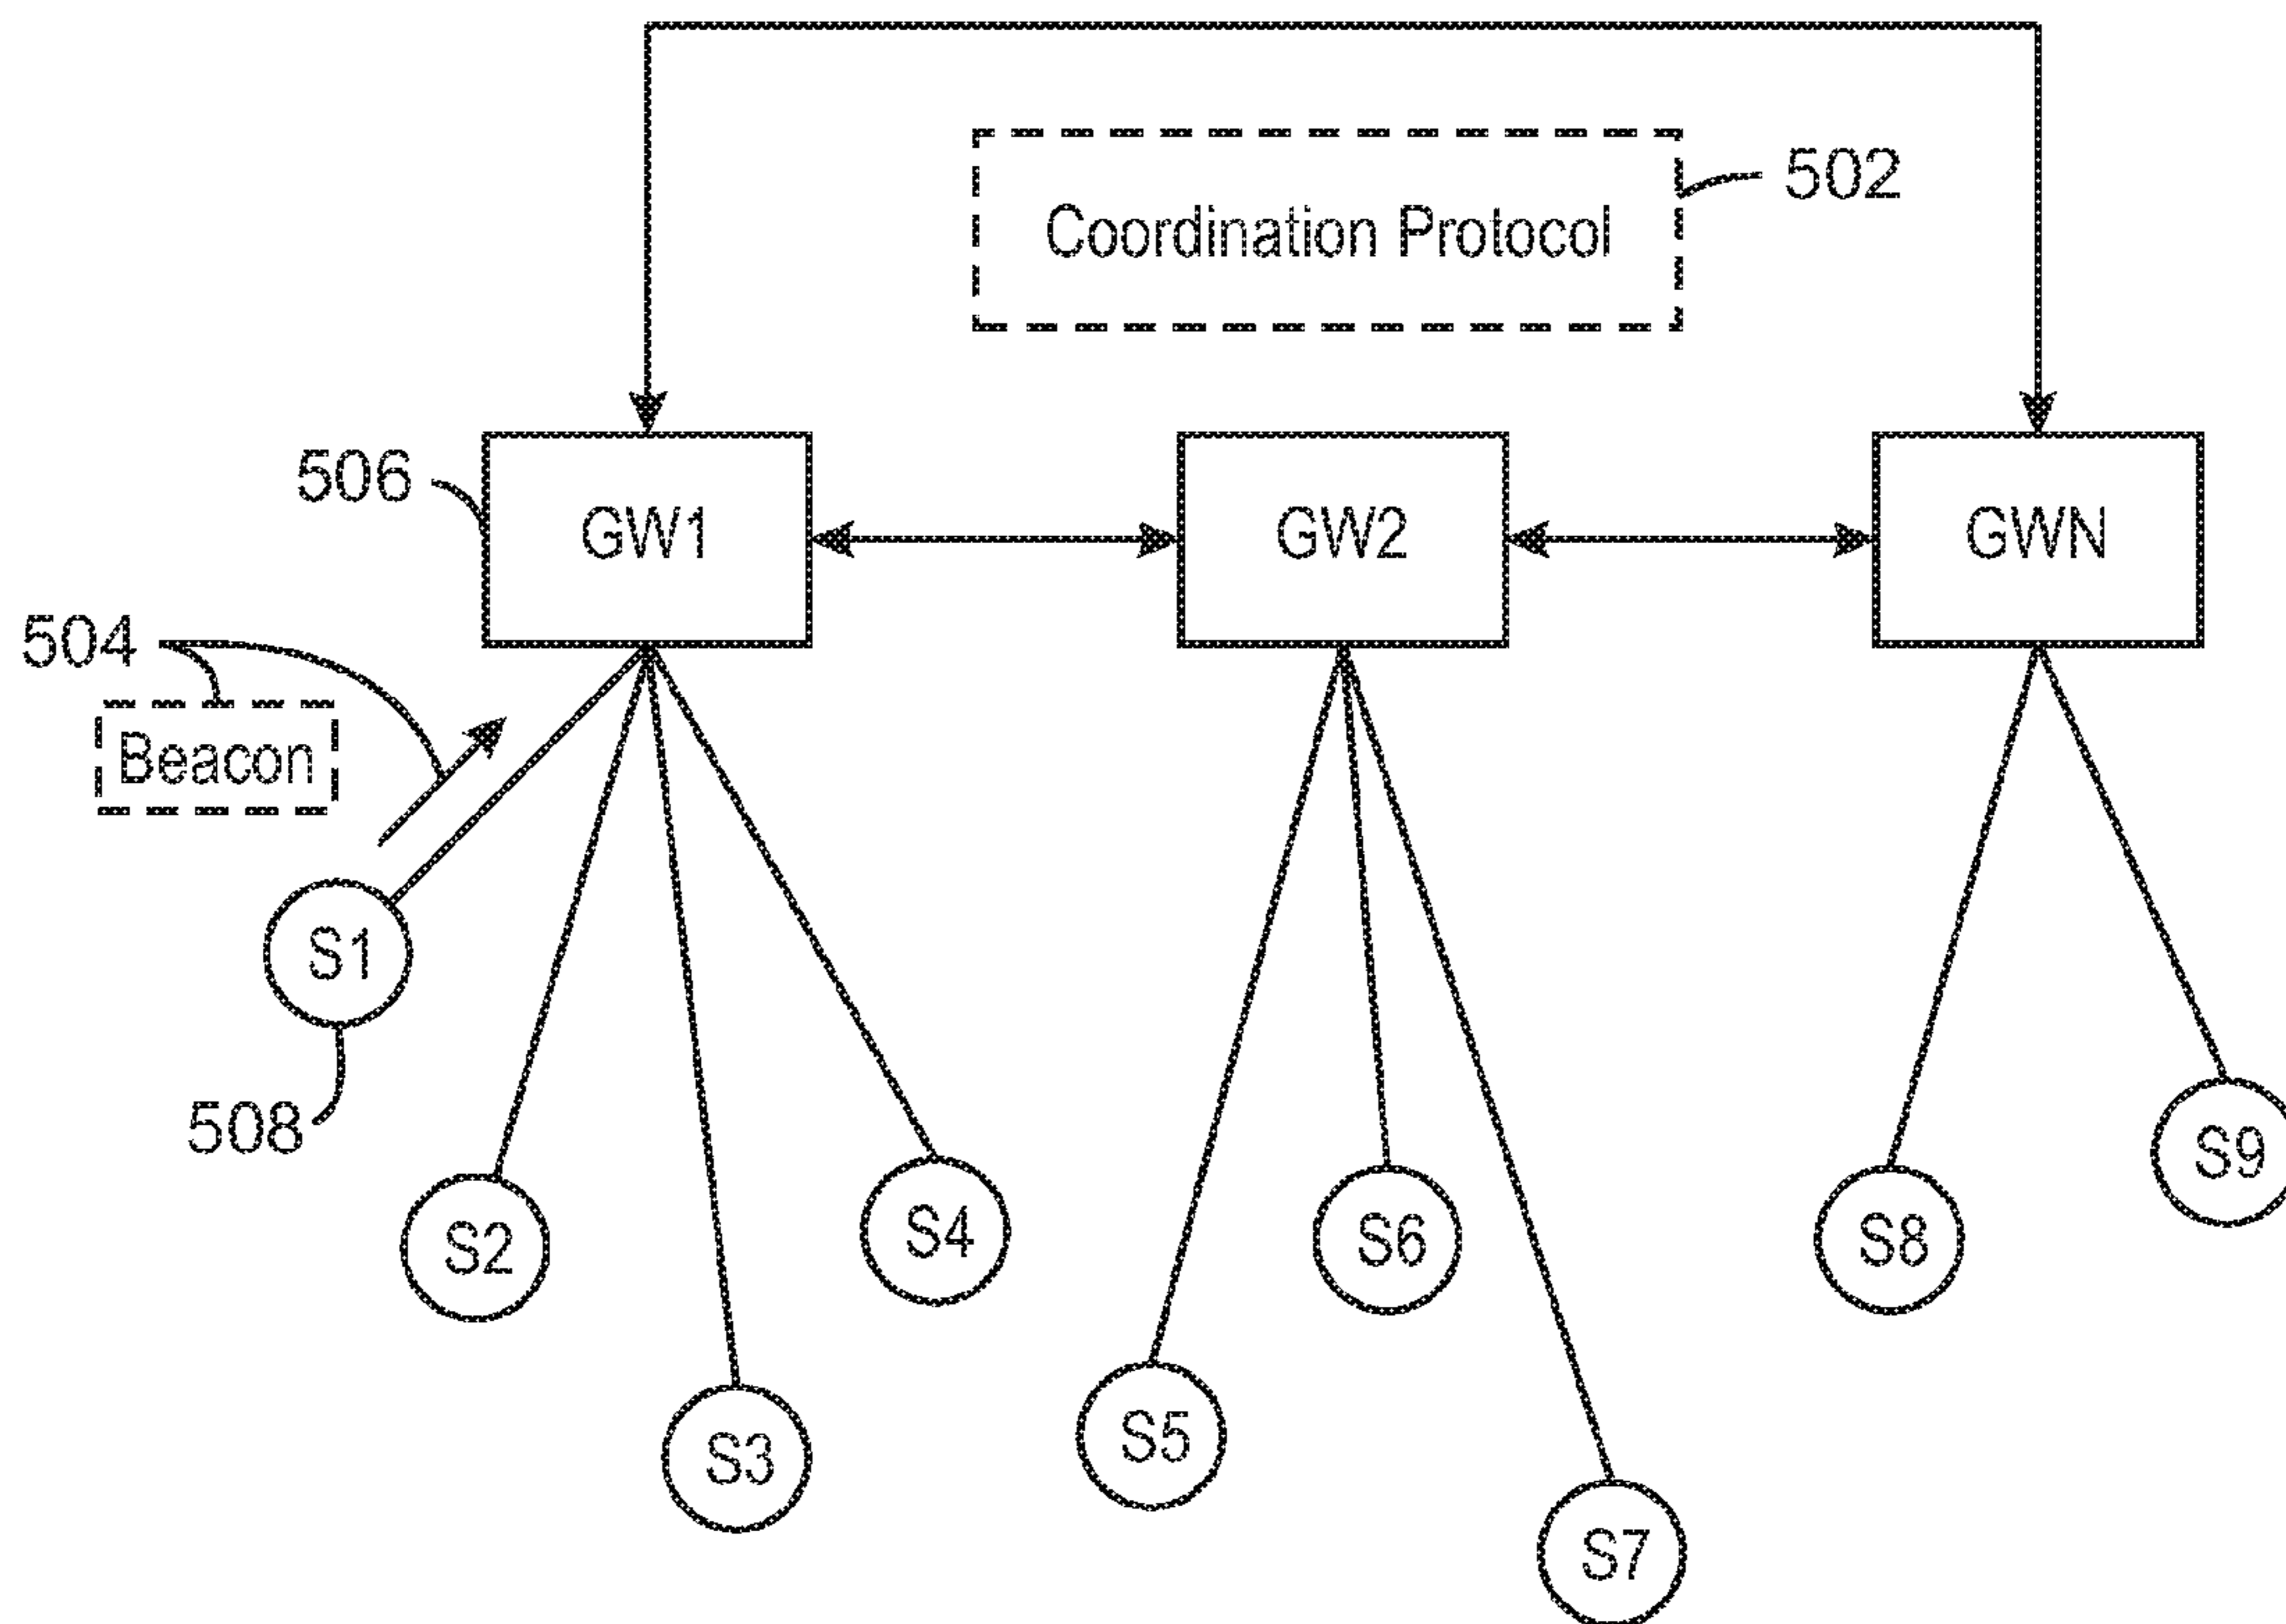 502
Coordination Protocol
506
GW1
GW2
GWN
504
Beacon
S1
508
S2
S4
S6
S8
S9
S3
S5
S7